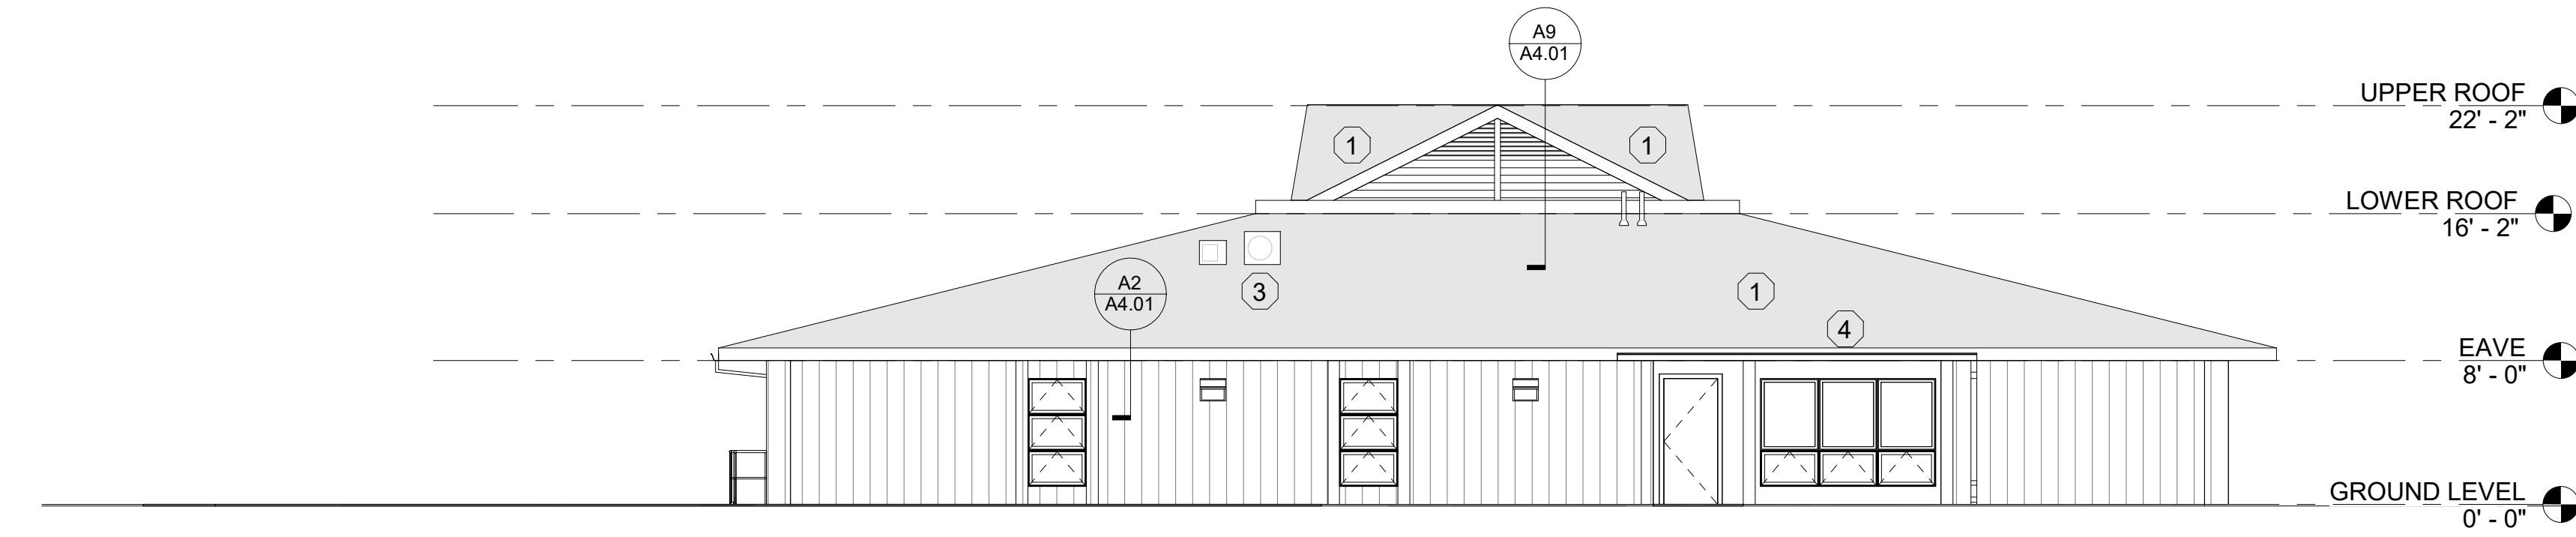 A9
A4.01
UPPER ROOF
22' - 2"
1
1
LOWER ROOF
16' - 2"
A2
A4.01
3
1
4
EAVE
8' - 0"
GROUND LEVEL
0' - 0"